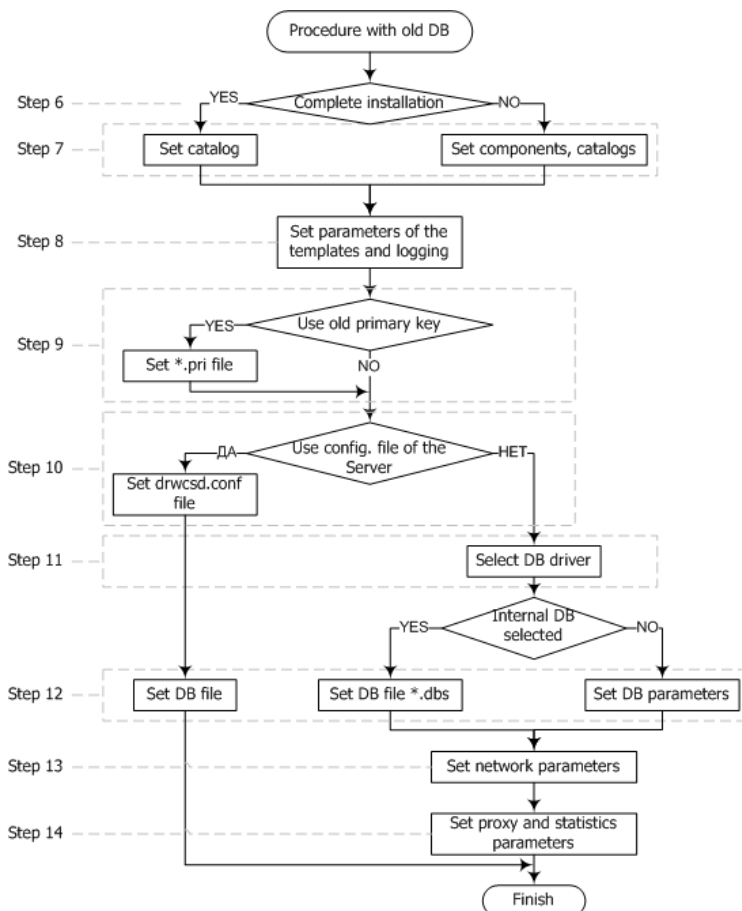 Procedure with old DB
Step 6
YES
Complete installation
NO
Step 7
Set catalog
Set components, catalogs
Step 8
Set parameters of the
templates and logging
Step 9
YES
Use old primary key
Set *.pri file
NO
Step 10
ДА
Use config. file of the
Server
НЕТ
Set drwcsd.conf
file
Step 11
Select DB driver
YES
Internal DB
selected
NO
Step 12
Set DB file
Set DB file *.dbs
Set DB parameters
Step 13
Set network parameters
Step 14
Set proxy and statistics
parameters
Finish